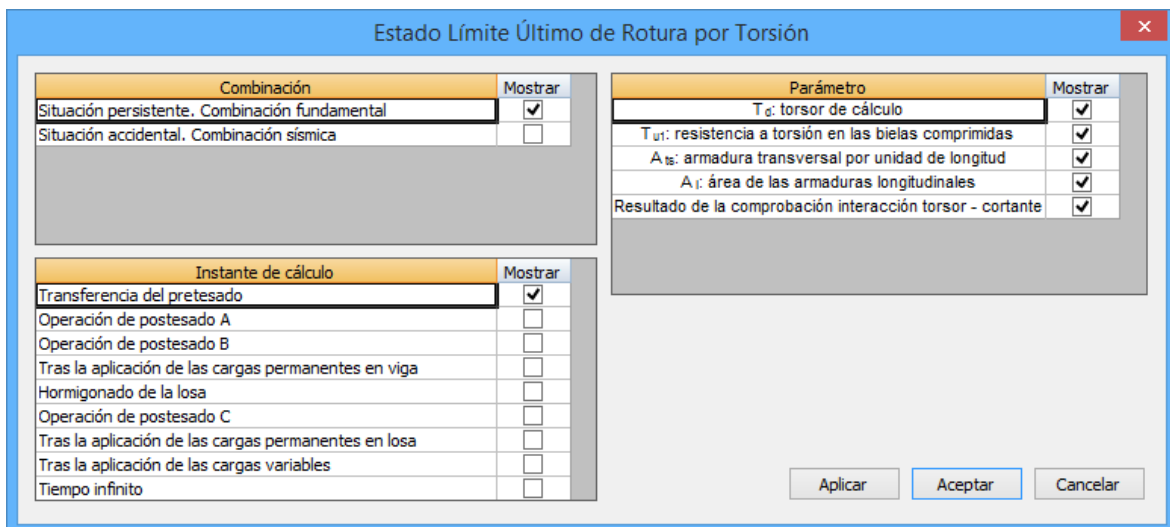 Estado Límite Último de Rotura por Torsión
Combinación Mostrar
Situación persistente. Combinación fundamental
Situación accidental. Combinación sísmica
Instante de cálculo Mostrar
Transferencia del pretesado
Operación de postesado A
Operación de postesado B
Tras la aplicación de las cargas permanentes en viga
Hormigonado de la losa
Operación de postesado C
Tras la aplicación de las cargas permanentes en losa
Tras la aplicación de las cargas variables
Tiempo infinito
Parámetro Mostrar
T d: torsor de cálculo
T u1: resistencia a torsión en las bielas comprimidas
A ts: armadura transversal por unidad de longitud
A l: área de las armaduras longitudinales
Resultado de la comprobación interacción torsor - cortante
Aplicar Aceptar Cancelar